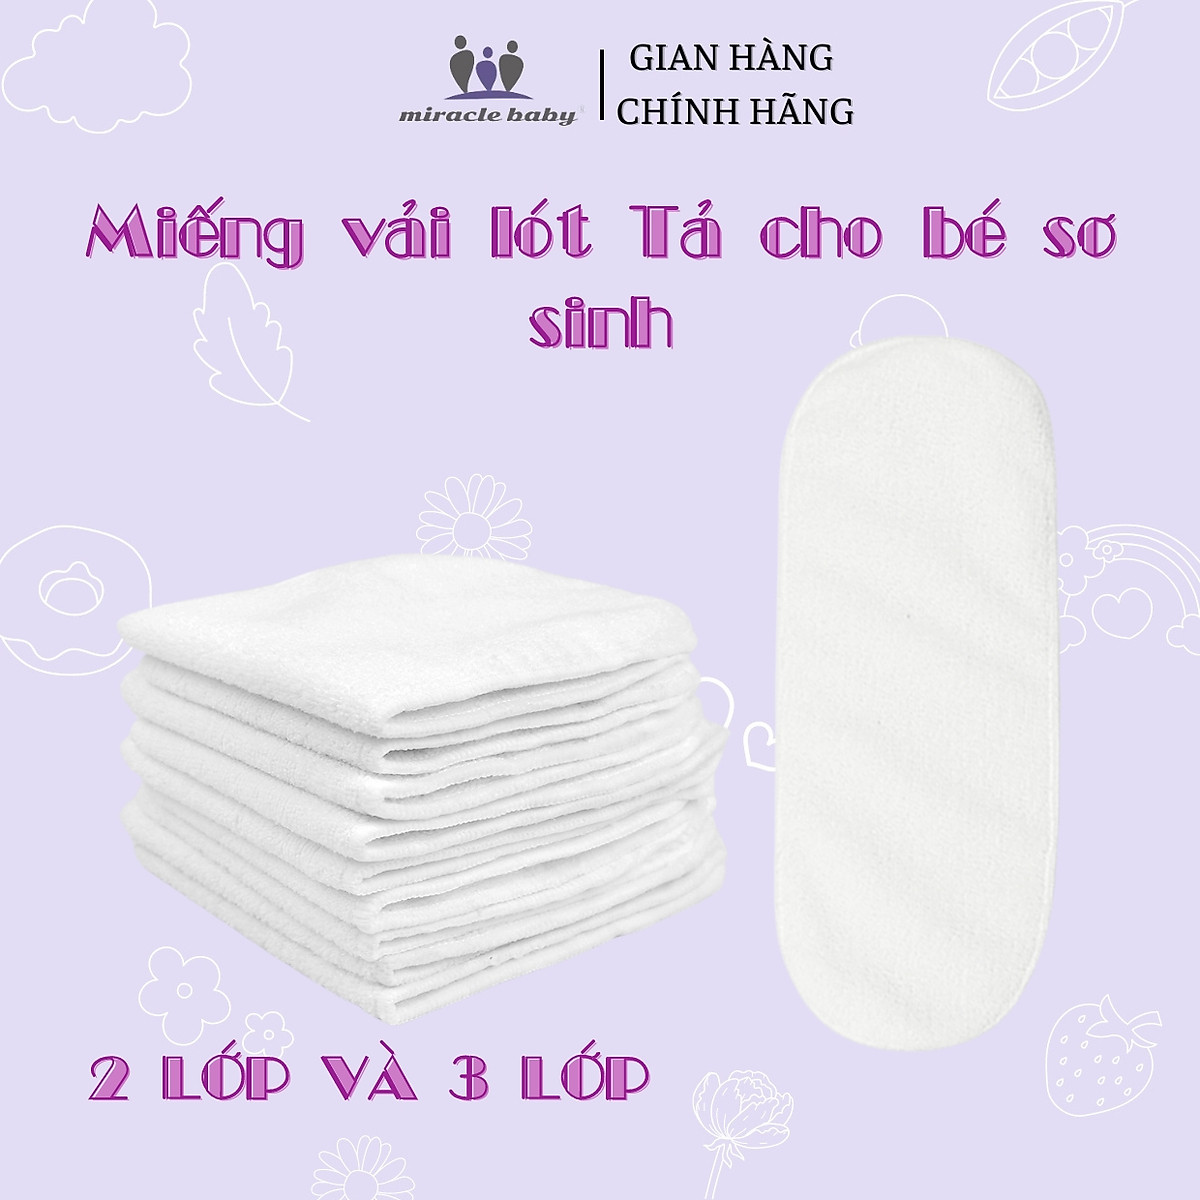 miracle baby
GIAN HÀNG
CHÍNH HÃNG
Miếng vải lót Tả cho bé sơ
sinh
2 LỚP VÀ 3 LỚP